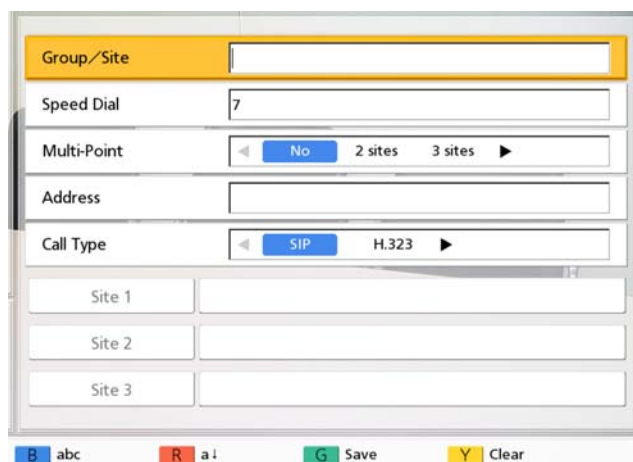 Group／Site
Speed Dial 7
Multi-Point No 2 sites 3 sites
Address
Call Type SIP H.323
Site 1
Site 2
Site 3
B abc R a↓ G Save Y Clear